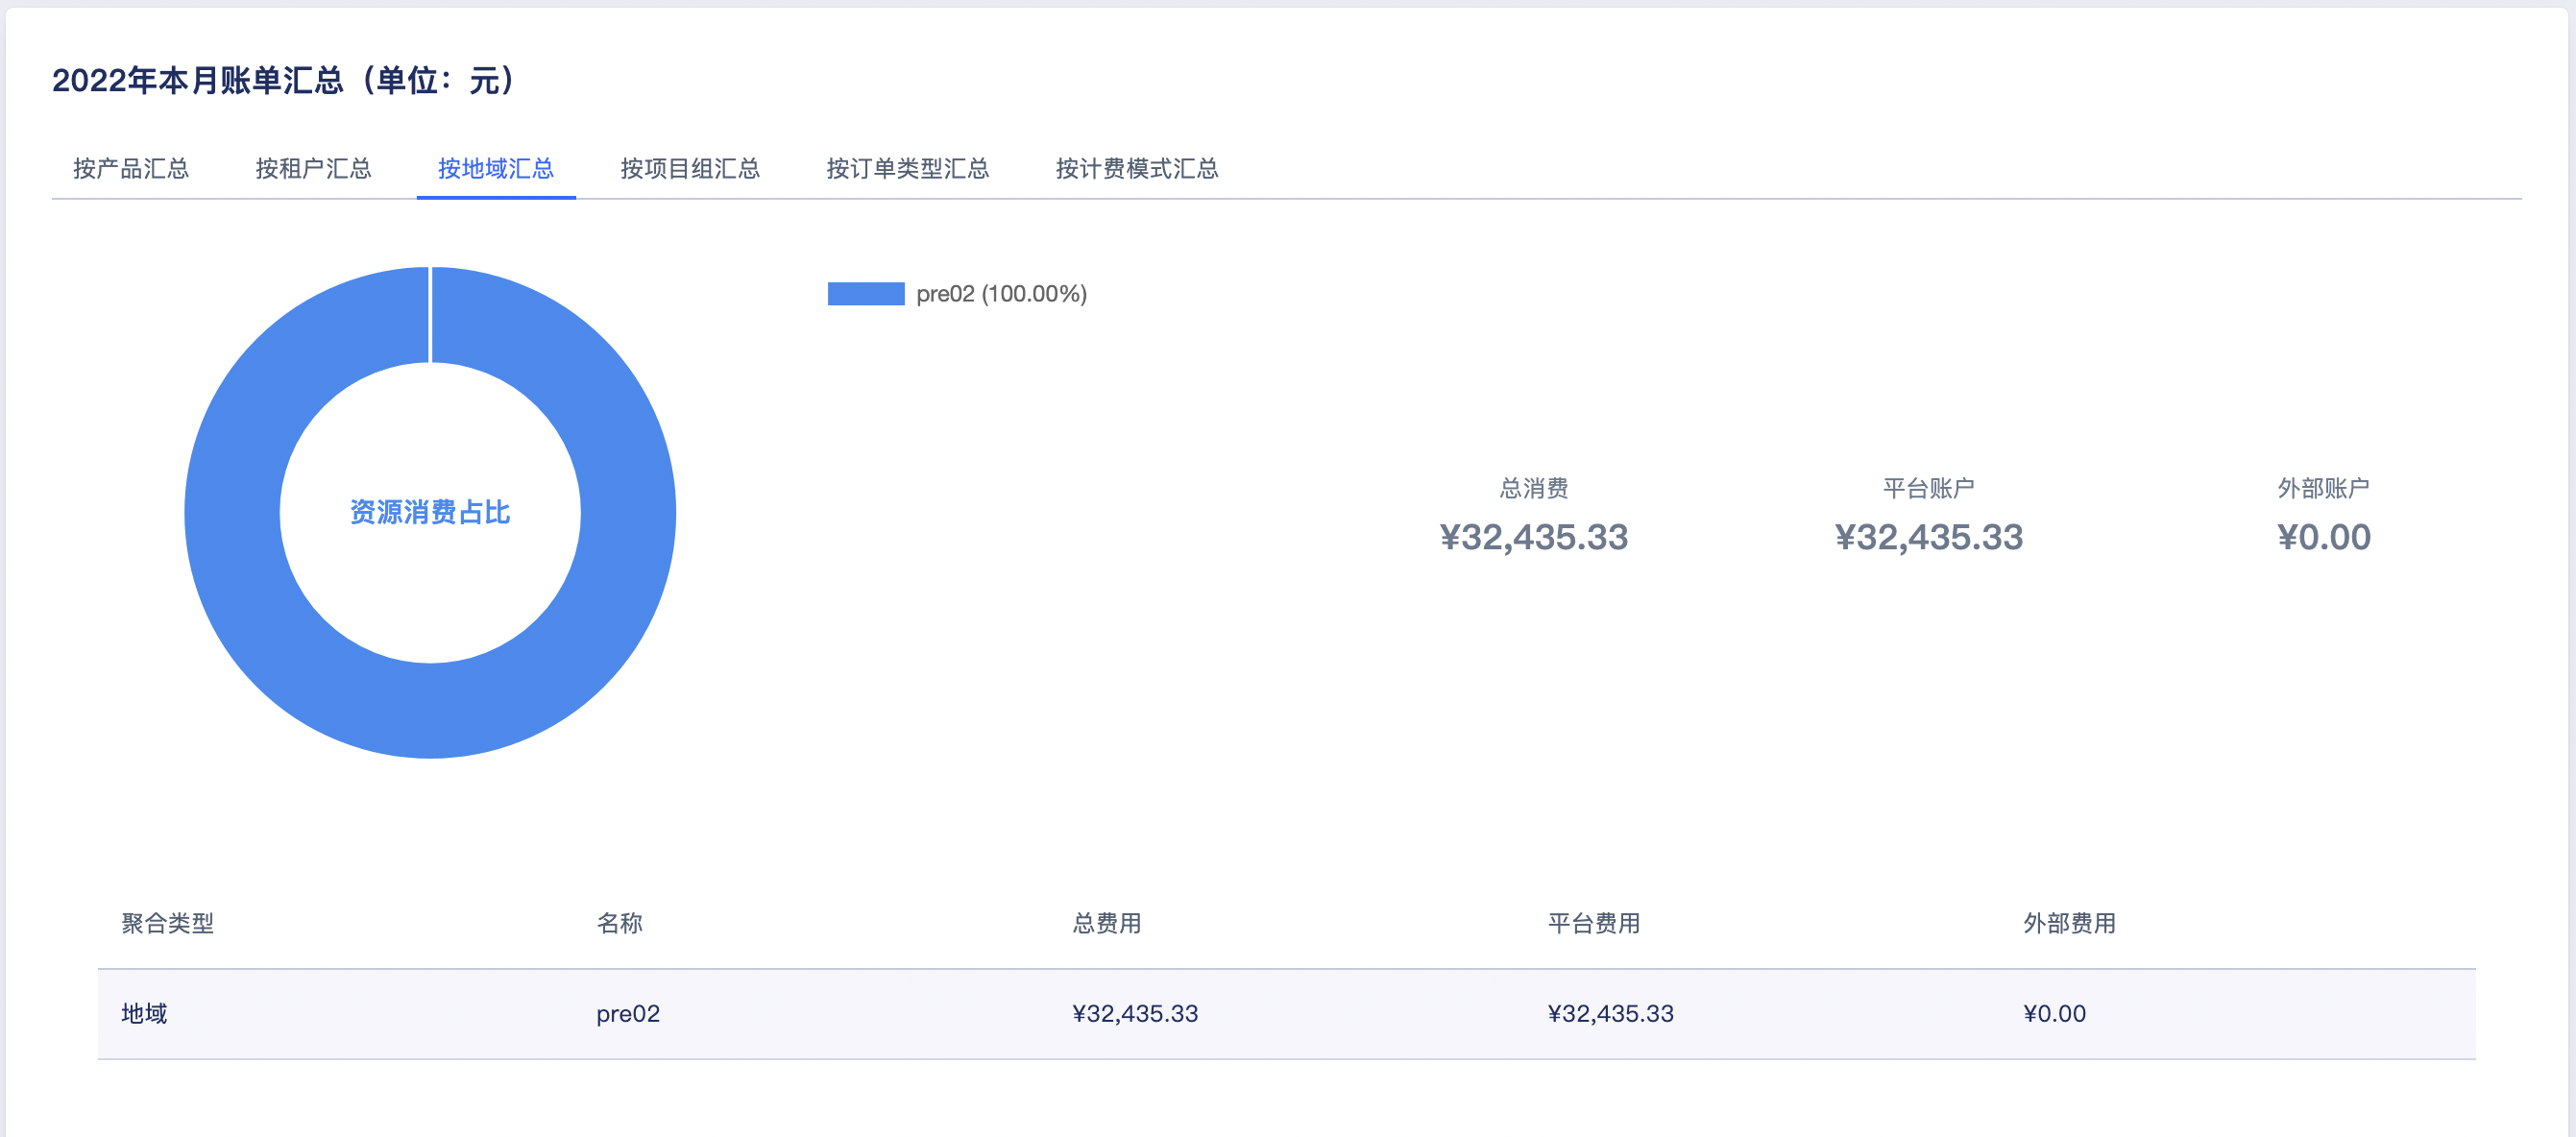 2022年本月账单汇总（单位：元）
按产品汇总 按租户汇总 按地域汇总 按项目组汇总 按订单类型汇总 按计费模式汇总
pre02 (100.00%)
资源消费占比
总消费 平台账户 外部账户
¥32,435.33 ¥32,435.33 ¥0.00
聚合类型 名称 总费用 平台费用 外部费用
地域 pre02 ¥32,435.33 ¥32,435.33 ¥0.00